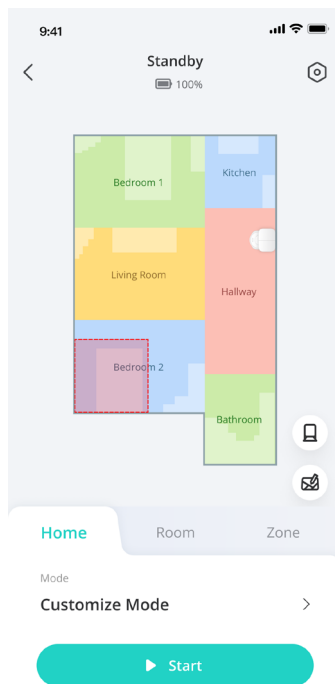 9:41
Standby
100%
Bedroom 1
Kitchen
Living Room
Hallway
Bedroom 2
Bathroom
Home
Room
Zone
Mode
Customize Mode
Start